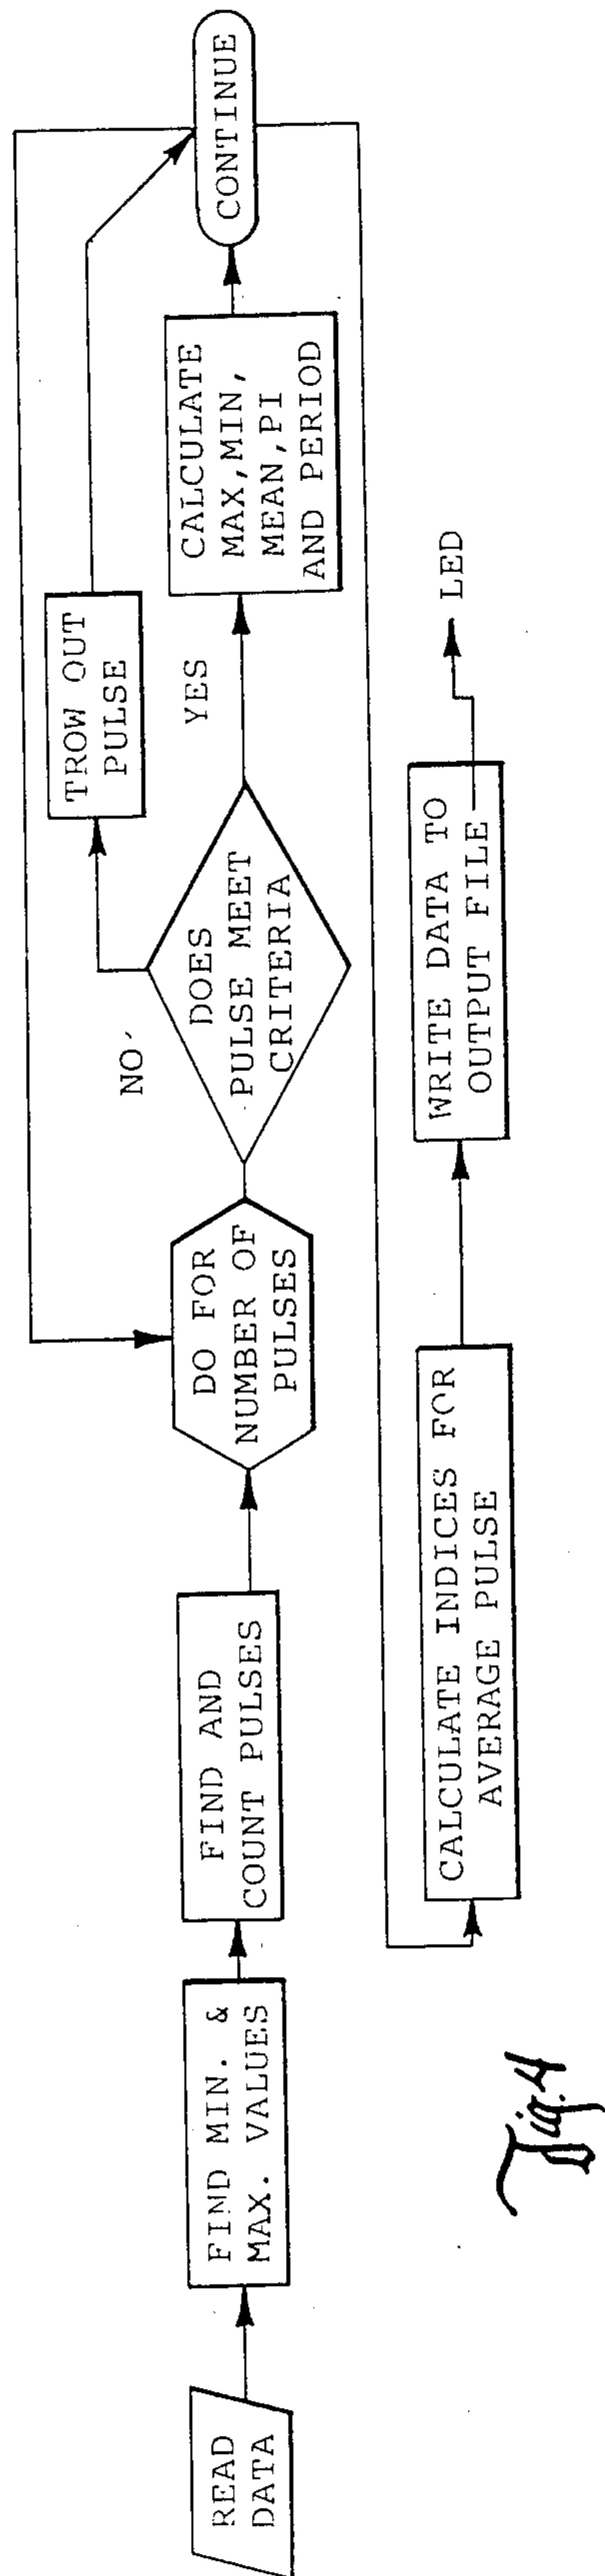 READ
DATA
FIND MIN. &
MAX. VALUES
FIND AND
COUNT PULSES
DO FOR
NUMBER OF
PULSES
DOES
PULSE MEET
CRITERIA
NO
TROW OUT
PULSE
YES
CALCULATE
MAX,MIN,
MEAN,PI
AND PERIOD
CONTINUE
CALCULATE INDICES FOR
AVERAGE PULSE
WRITE DATA TO
OUTPUT FILE
LED
Fig. 4